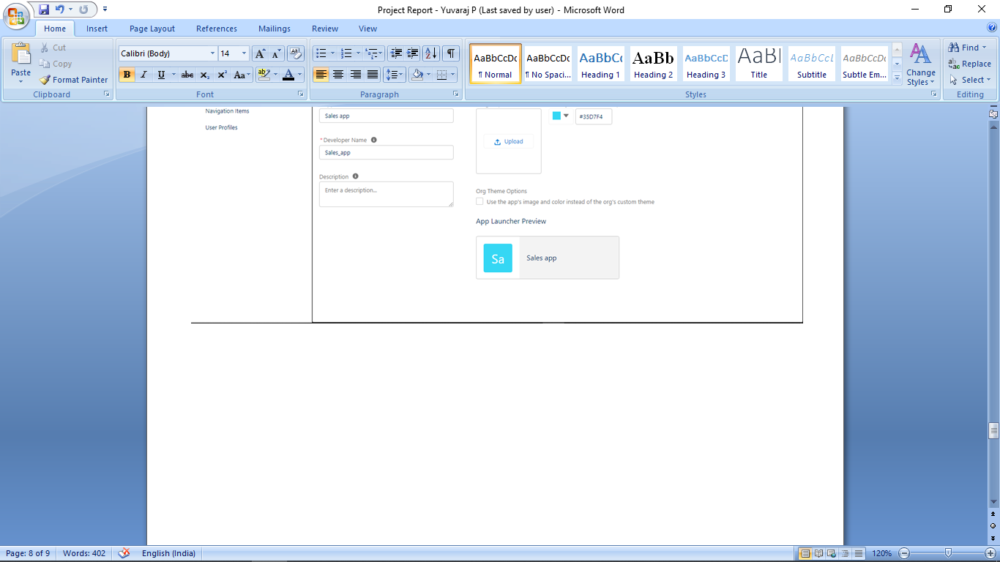 Project Report - Yuvaraj P (Last saved by user) - Microsoft Word
Home Insert Page Layout References Mailings Review View
Paste
Cut
Copy
Format Painter
Clipboard
Calibri (Body) 14
B I U abc x₂ x² Aa
Font
Paragraph
AaBbCcDc AaBbCcDc AaBbCc AaBb AaBbCcD AaBl AaBbCcL AaBbCcDc
¶ Normal ¶ No Spaci... Heading 1 Heading 2 Heading 3 Title Subtitle Subtle Em...
Change Styles
Styles
Find
Replace
Select
Editing
Navigation Items
User Profiles
Sales app
* Developer Name
Sales_app
Description
Enter a description...
Upload
#35D7F4
Org Theme Options
Use the app's image and color instead of the org's custom theme
App Launcher Preview
Sa
Sales app
Page: 8 of 9 Words: 402 English (India) 120%